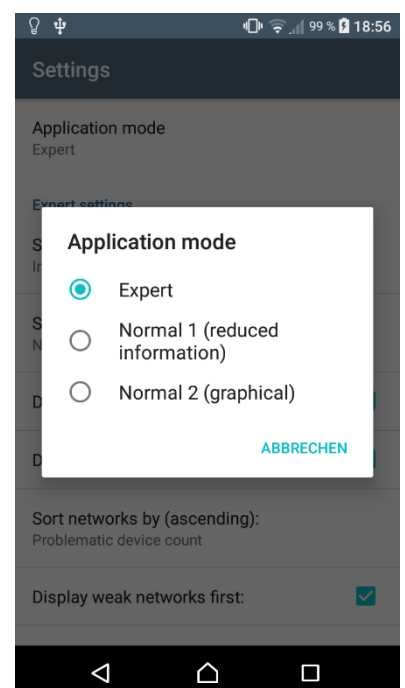 99 % 18:56
Settings
Application mode
Expert
Expert settings
Application mode
Expert
Normal 1 (reduced
information)
Normal 2 (graphical)
ABBRECHEN
Sort networks by (ascending):
Problematic device count
Display weak networks first: